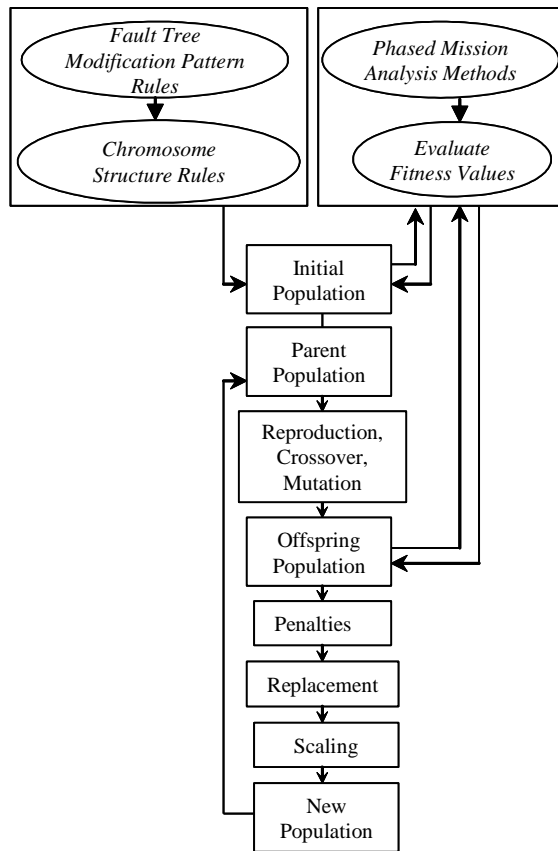 Fault Tree
Modification Pattern
Rules
Chromosome
Structure Rules
Phased Mission
Analysis Methods
Evaluate
Fitness Values
Initial
Population
Parent
Population
Reproduction,
Crossover,
Mutation
Offspring
Population
Penalties
Replacement
Scaling
New
Population